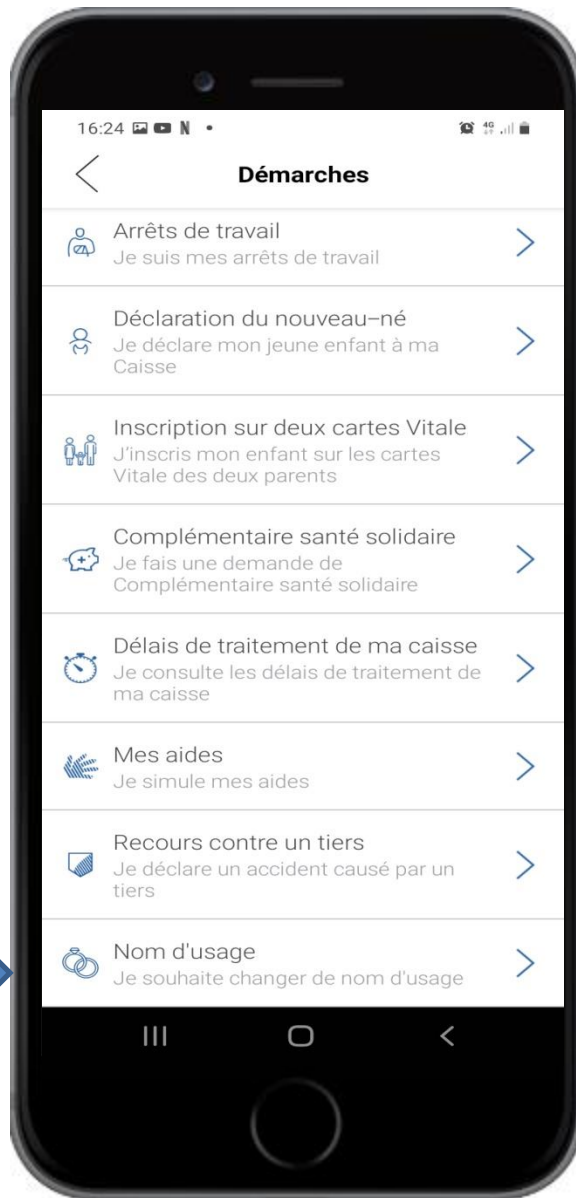 16:24 N •
4G
Démarches
Arrêts de travail
Je suis mes arrêts de travail
Déclaration du nouveau-né
Je déclare mon jeune enfant à ma
Caisse
Inscription sur deux cartes Vitale
J'inscris mon enfant sur les cartes
Vitale des deux parents
Complémentaire santé solidaire
Je fais une demande de
Complémentaire santé solidaire
Délais de traitement de ma caisse
Je consulte les délais de traitement de
ma caisse
Mes aides
Je simule mes aides
Recours contre un tiers
Je déclare un accident causé par un
tiers
Nom d'usage
Je souhaite changer de nom d'usage